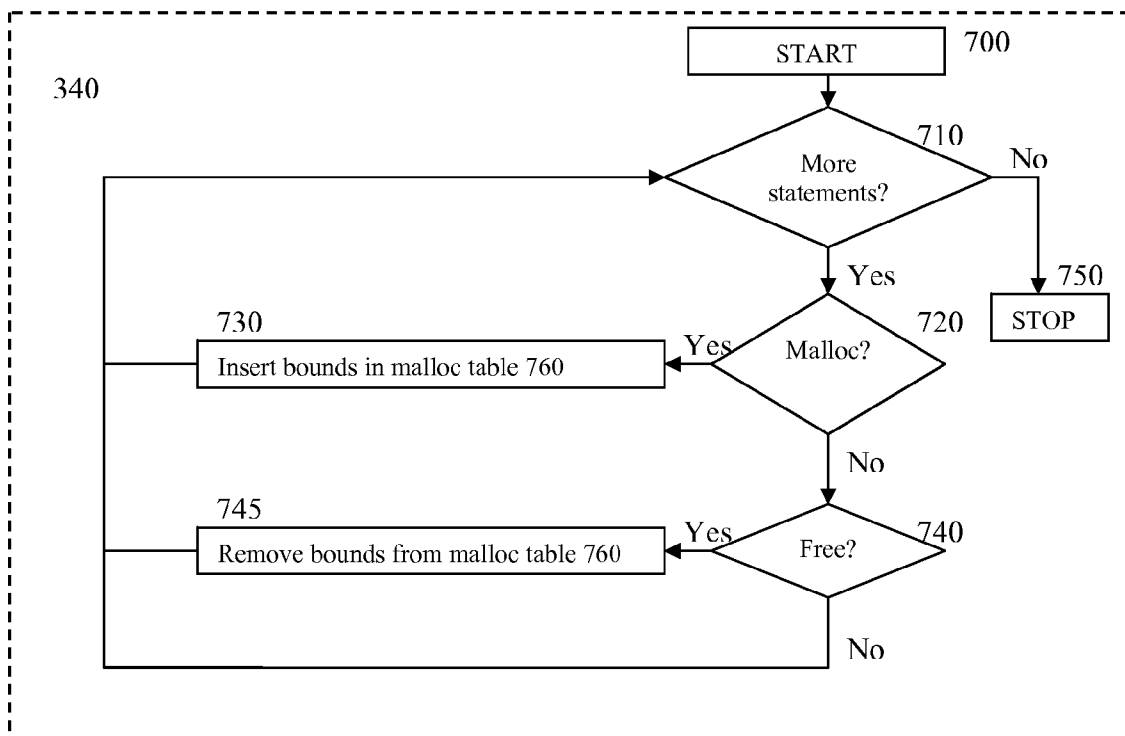 START
700
340
710
More
statements?
No
Yes
750
STOP
730
720
Malloc?
Yes
Insert bounds in malloc table 760
No
745
740
Free?
Yes
Remove bounds from malloc table 760
No